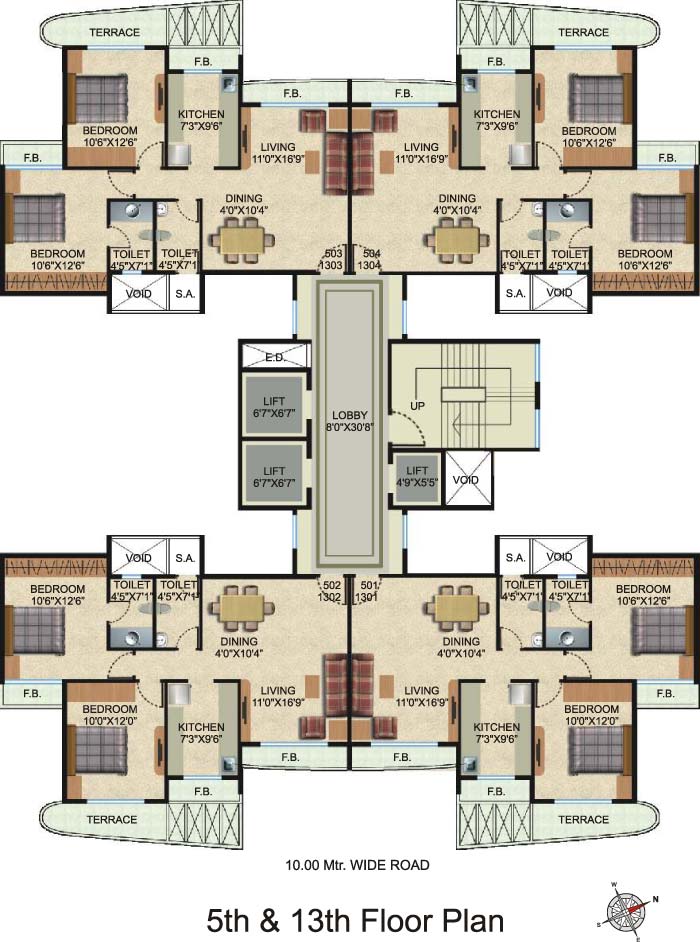 TERRACE
TERRACE
F.B.
F.B.
F.B.
F.B.
KITCHEN
7'3"X9'6"
KITCHEN
7'3"X9'6"
BEDROOM
10'6"X12'6"
BEDROOM
10'6"X12'6"
LIVING
11'0"X16'9"
LIVING
11'0"X16'9"
F.B.
F.B.
DINING
4'0"X10'4"
DINING
4'0"X10'4"
BEDROOM
10'6"X12'6"
TOILET
4'5"X7'1"
TOILET
4'5"X7'1"
503
1303
504
1304
TOILET
4'5"X7'1"
TOILET
4'5"X7'1"
BEDROOM
10'6"X12'6"
VOID
S.A.
S.A.
VOID
E.D.
LIFT
6'7"X6'7"
LOBBY
8'0"X30'8"
UP
LIFT
6'7"X6'7"
LIFT
4'9"X5'5"
VOID
VOID
S.A.
S.A.
VOID
BEDROOM
10'6"X12'6"
TOILET
4'5"X7'1"
TOILET
4'5"X7'1"
502
1302
501
1301
TOILET
4'5"X7'1"
TOILET
4'5"X7'1"
BEDROOM
10'6"X12'6"
DINING
4'0"X10'4"
DINING
4'0"X10'4"
F.B.
F.B.
BEDROOM
10'0"X12'0"
LIVING
11'0"X16'9"
LIVING
11'0"X16'9"
BEDROOM
10'0"X12'0"
KITCHEN
7'3"X9'6"
KITCHEN
7'3"X9'6"
F.B.
F.B.
F.B.
F.B.
TERRACE
TERRACE
10.00 Mtr. WIDE ROAD
W
N
S
E
5th & 13th Floor Plan